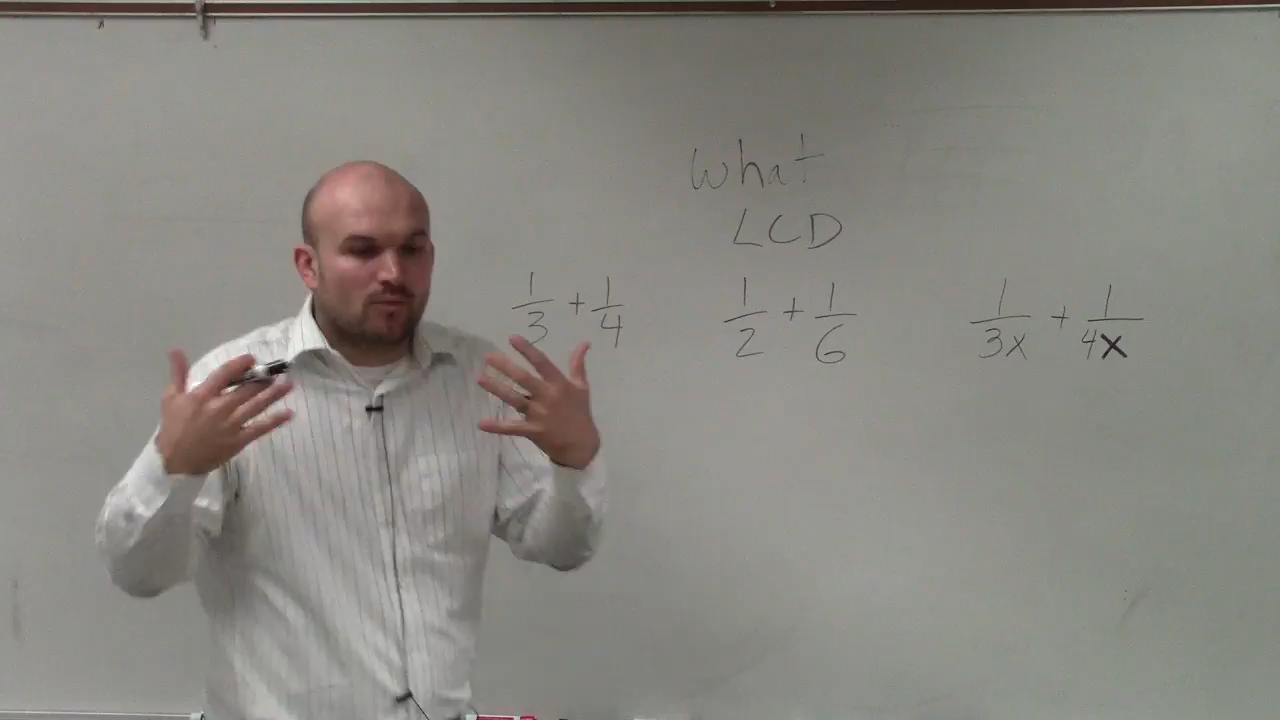 what
LCD
1/3 + 1/4
1/2 + 1/6
1/3x + 1/4x